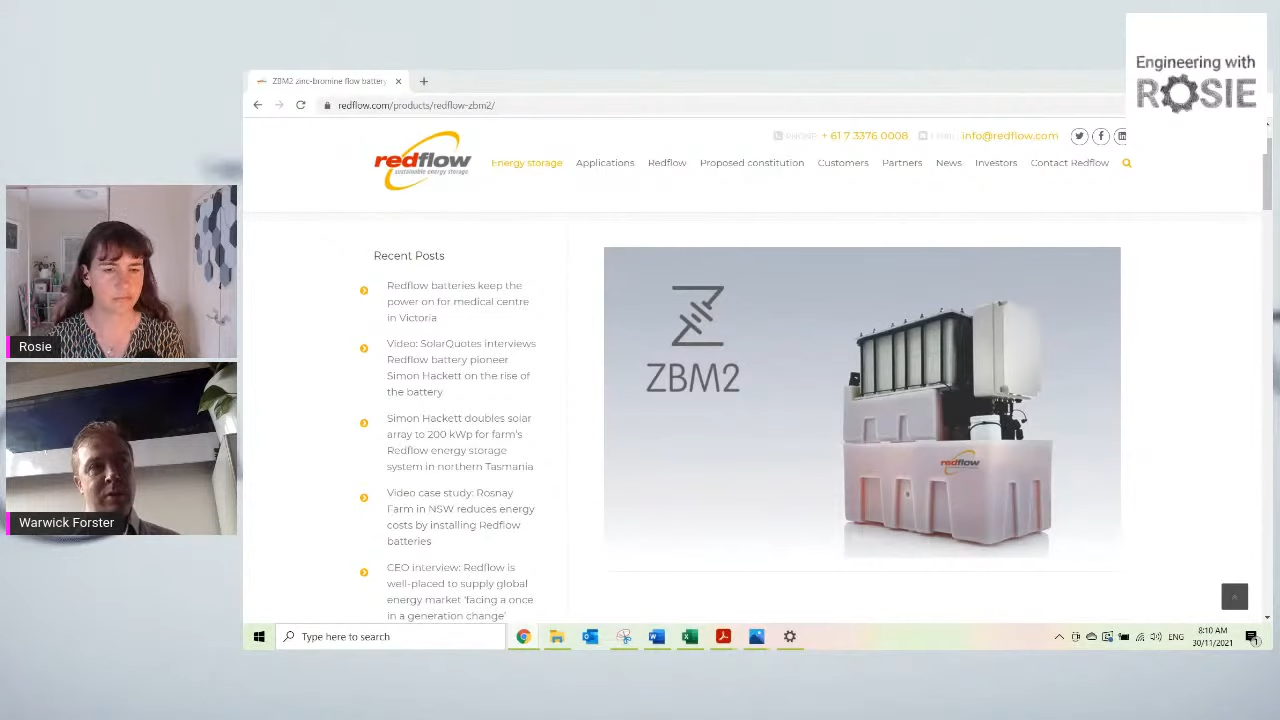 Engineering with
ROSIE
ZBM2 zinc-bromine flow battery
redflow.com/products/redflow-zbm2/
PHONE + 61 7 3376 0008 EMAIL info@redflow.com
redflow
sustainable energy storage
Energy storage Applications Redflow Proposed constitution Customers Partners News Investors Contact Redflow
Recent Posts
Redflow batteries keep the
power on for medical centre
in Victoria
Video: SolarQuotes interviews
Redflow battery pioneer
Simon Hackett on the rise of
the battery
Simon Hackett doubles solar
array to 200 kWp for farm's
Redflow energy storage
system in northern Tasmania
Video case study: Rosnay
Farm in NSW reduces energy
costs by installing Redflow
batteries
CEO interview: Redflow is
well-placed to supply global
energy market 'facing a once
in a generation change'
ZBM2
redflow
Rosie
Warwick Forster
Type here to search
ENG
8:10 AM
30/11/2021